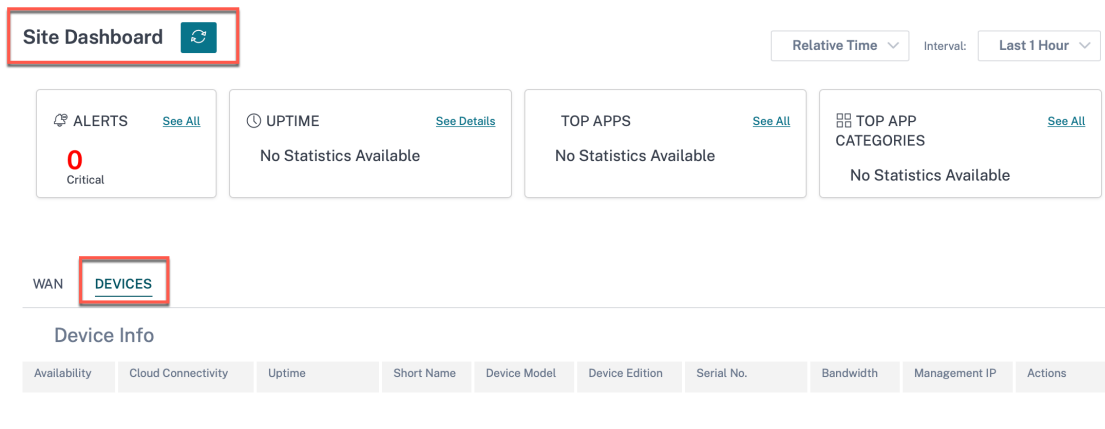 Site Dashboard
Relative Time Interval: Last 1 Hour
ALERTS See All
0
Critical
UPTIME See Details
No Statistics Available
TOP APPS See All
No Statistics Available
TOP APP See All
CATEGORIES
No Statistics Available
WAN DEVICES
Device Info
Availability Cloud Connectivity Uptime Short Name Device Model Device Edition Serial No. Bandwidth Management IP Actions